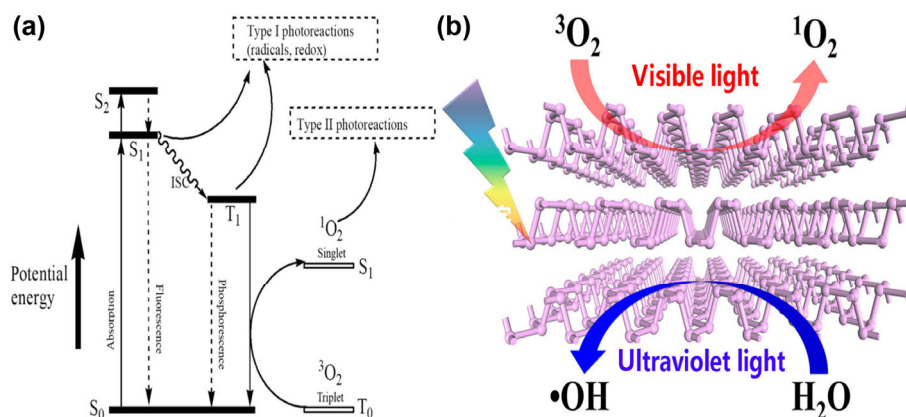 (a)
Type I photoreactions
(radicals, redox)
S₂
Type II photoreactions
S₁
ISC
T₁
¹O₂
Singlet
S₁
Potential
energy
Absorption
Fluorescence
Phosphorescence
³O₂
Triplet
S₀
T₀
(b)
³O₂
¹O₂
Visible light
Ultraviolet light
•OH
H₂O